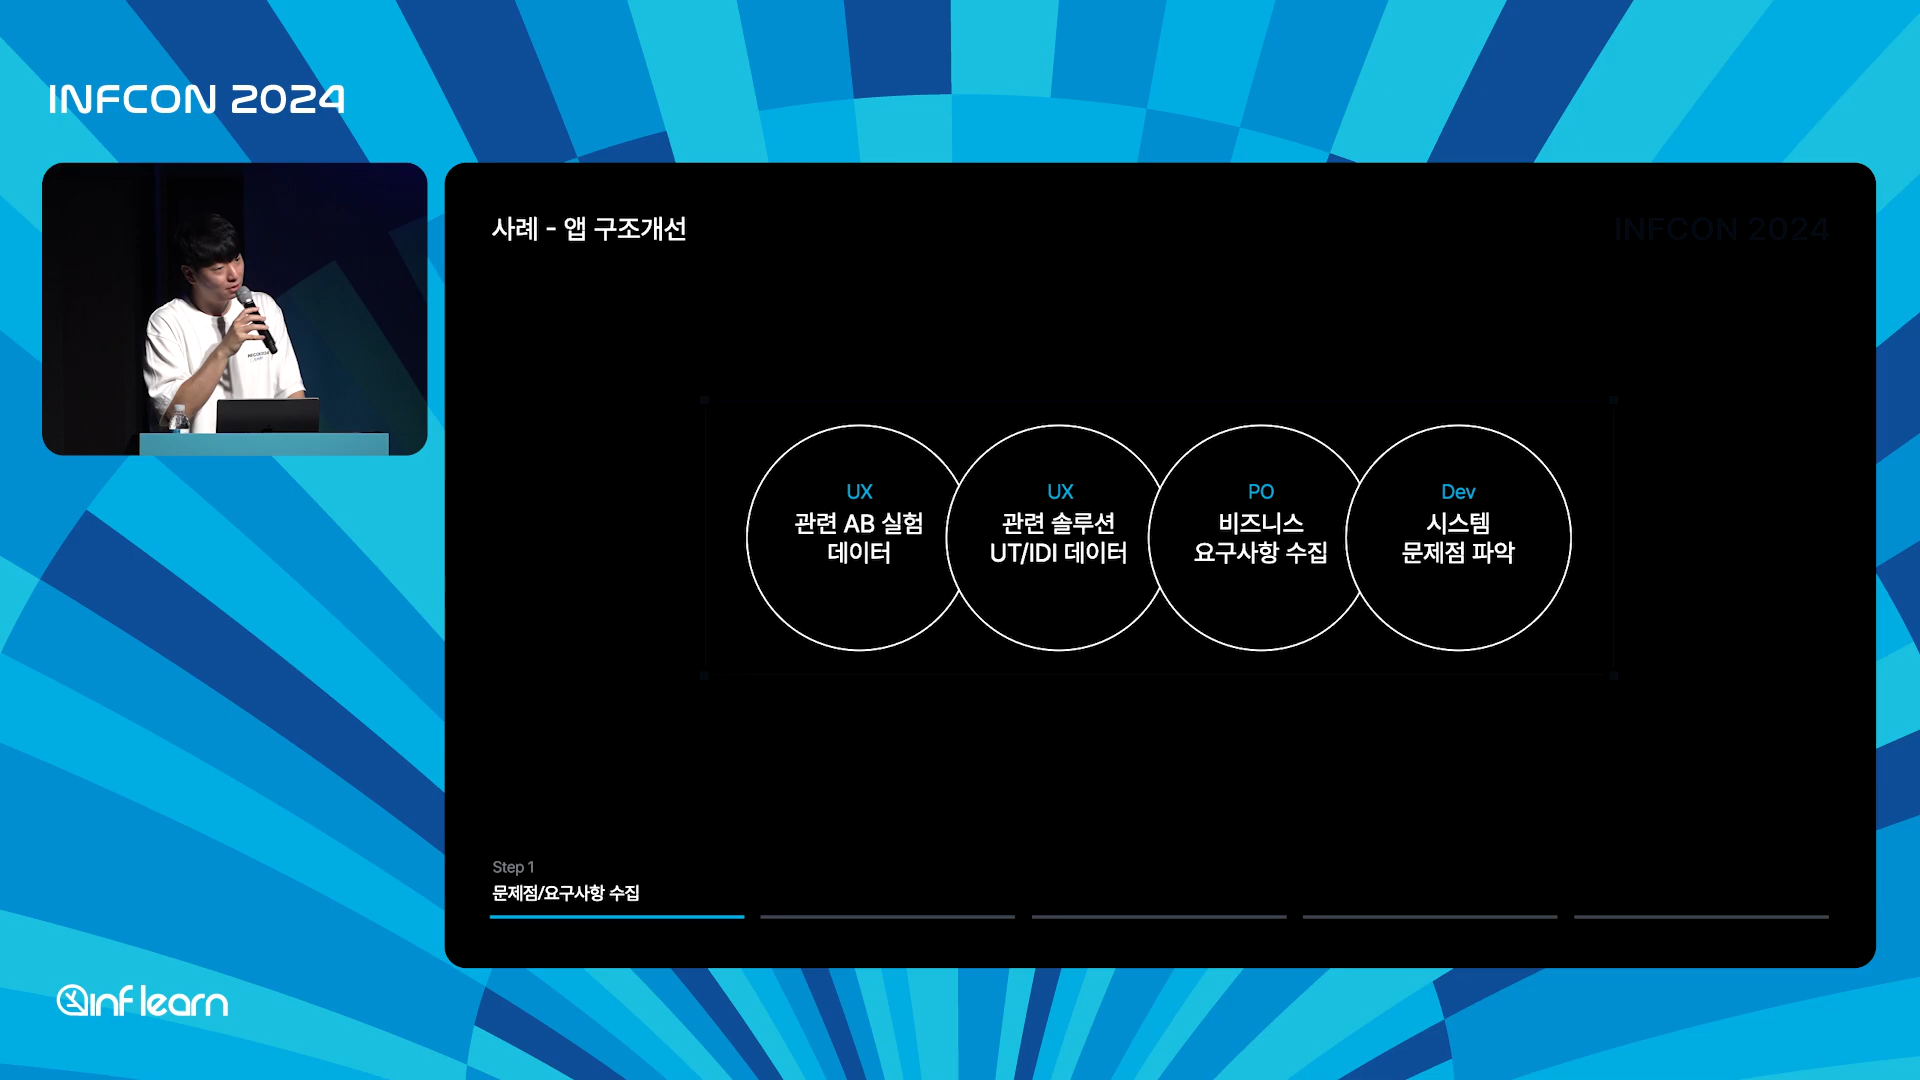 INFCON 2024
사례 - 앱 구조개선
INFCON 2024
UX
관련 AB 실험
데이터
UX
관련 솔루션
UT/IDI 데이터
PO
비즈니스
요구사항 수집
Dev
시스템
문제점 파악
Step 1
문제점/요구사항 수집
inflearn